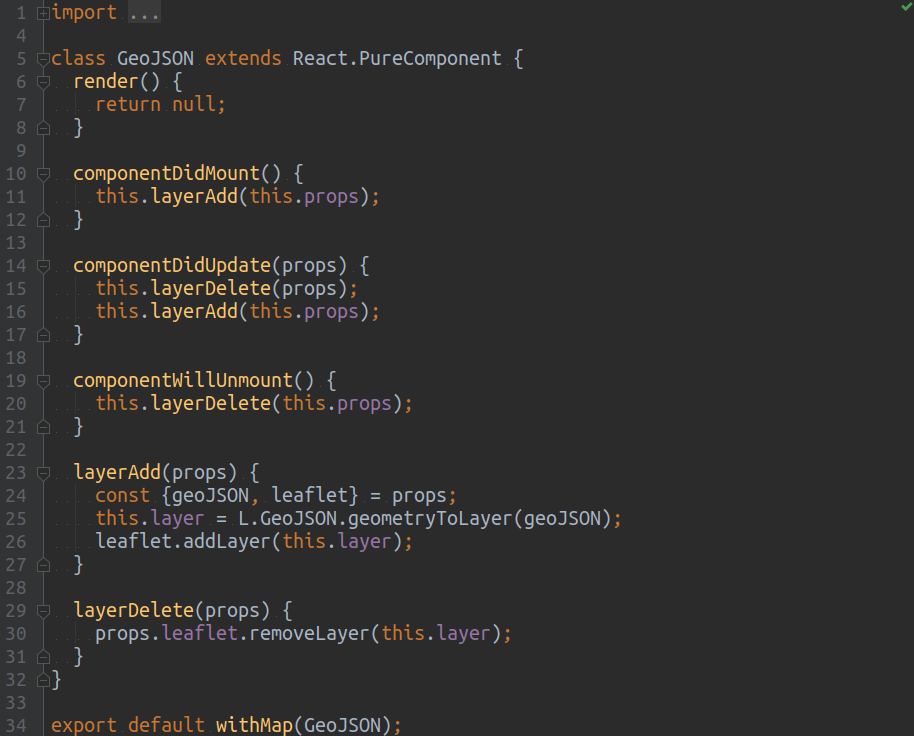 1 import ...
4
5 class GeoJSON extends React.PureComponent {
6   render() {
7     return null;
8   }
9
10   componentDidMount() {
11     this.layerAdd(this.props);
12   }
13
14   componentDidUpdate(props) {
15     this.layerDelete(props);
16     this.layerAdd(this.props);
17   }
18
19   componentWillUnmount() {
20     this.layerDelete(this.props);
21   }
22
23   layerAdd(props) {
24     const {geoJSON, leaflet} = props;
25     this.layer = L.GeoJSON.geometryToLayer(geoJSON);
26     leaflet.addLayer(this.layer);
27   }
28
29   layerDelete(props) {
30     props.leaflet.removeLayer(this.layer);
31   }
32 }
33
34 export default withMap(GeoJSON);